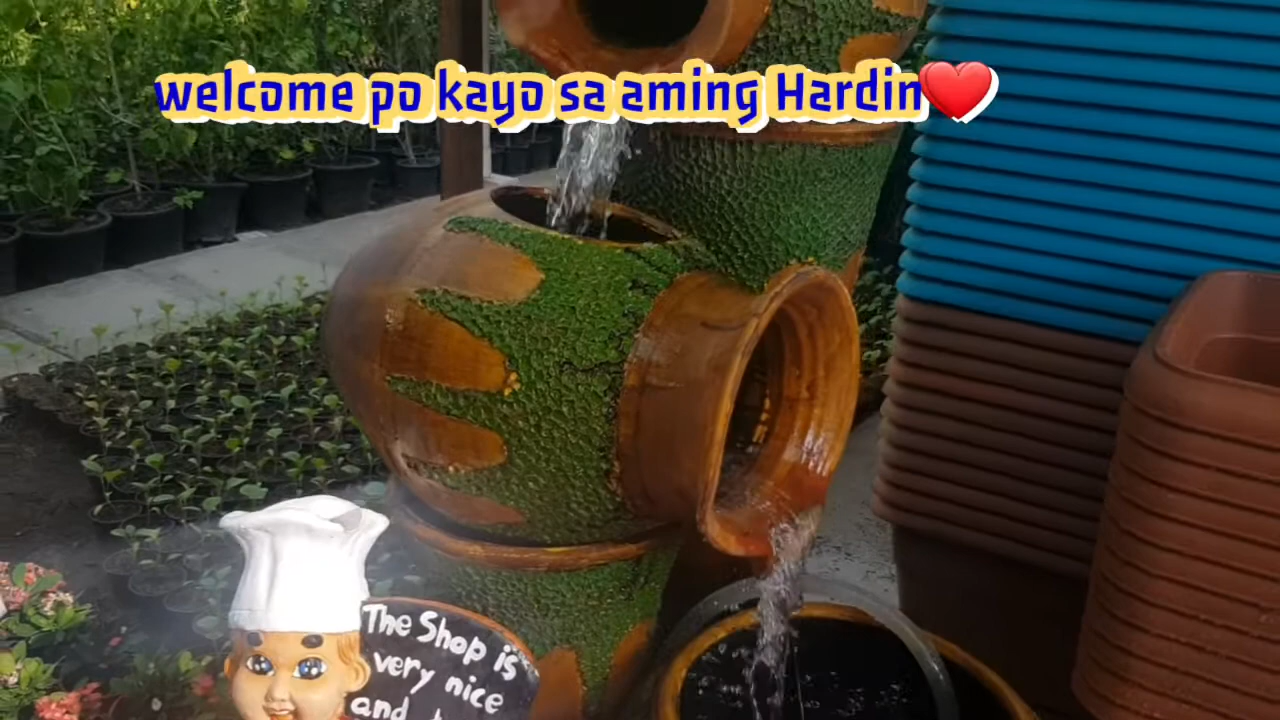 welcome po kayo sa aming Hardin❤️
The Shop is
very nice
and